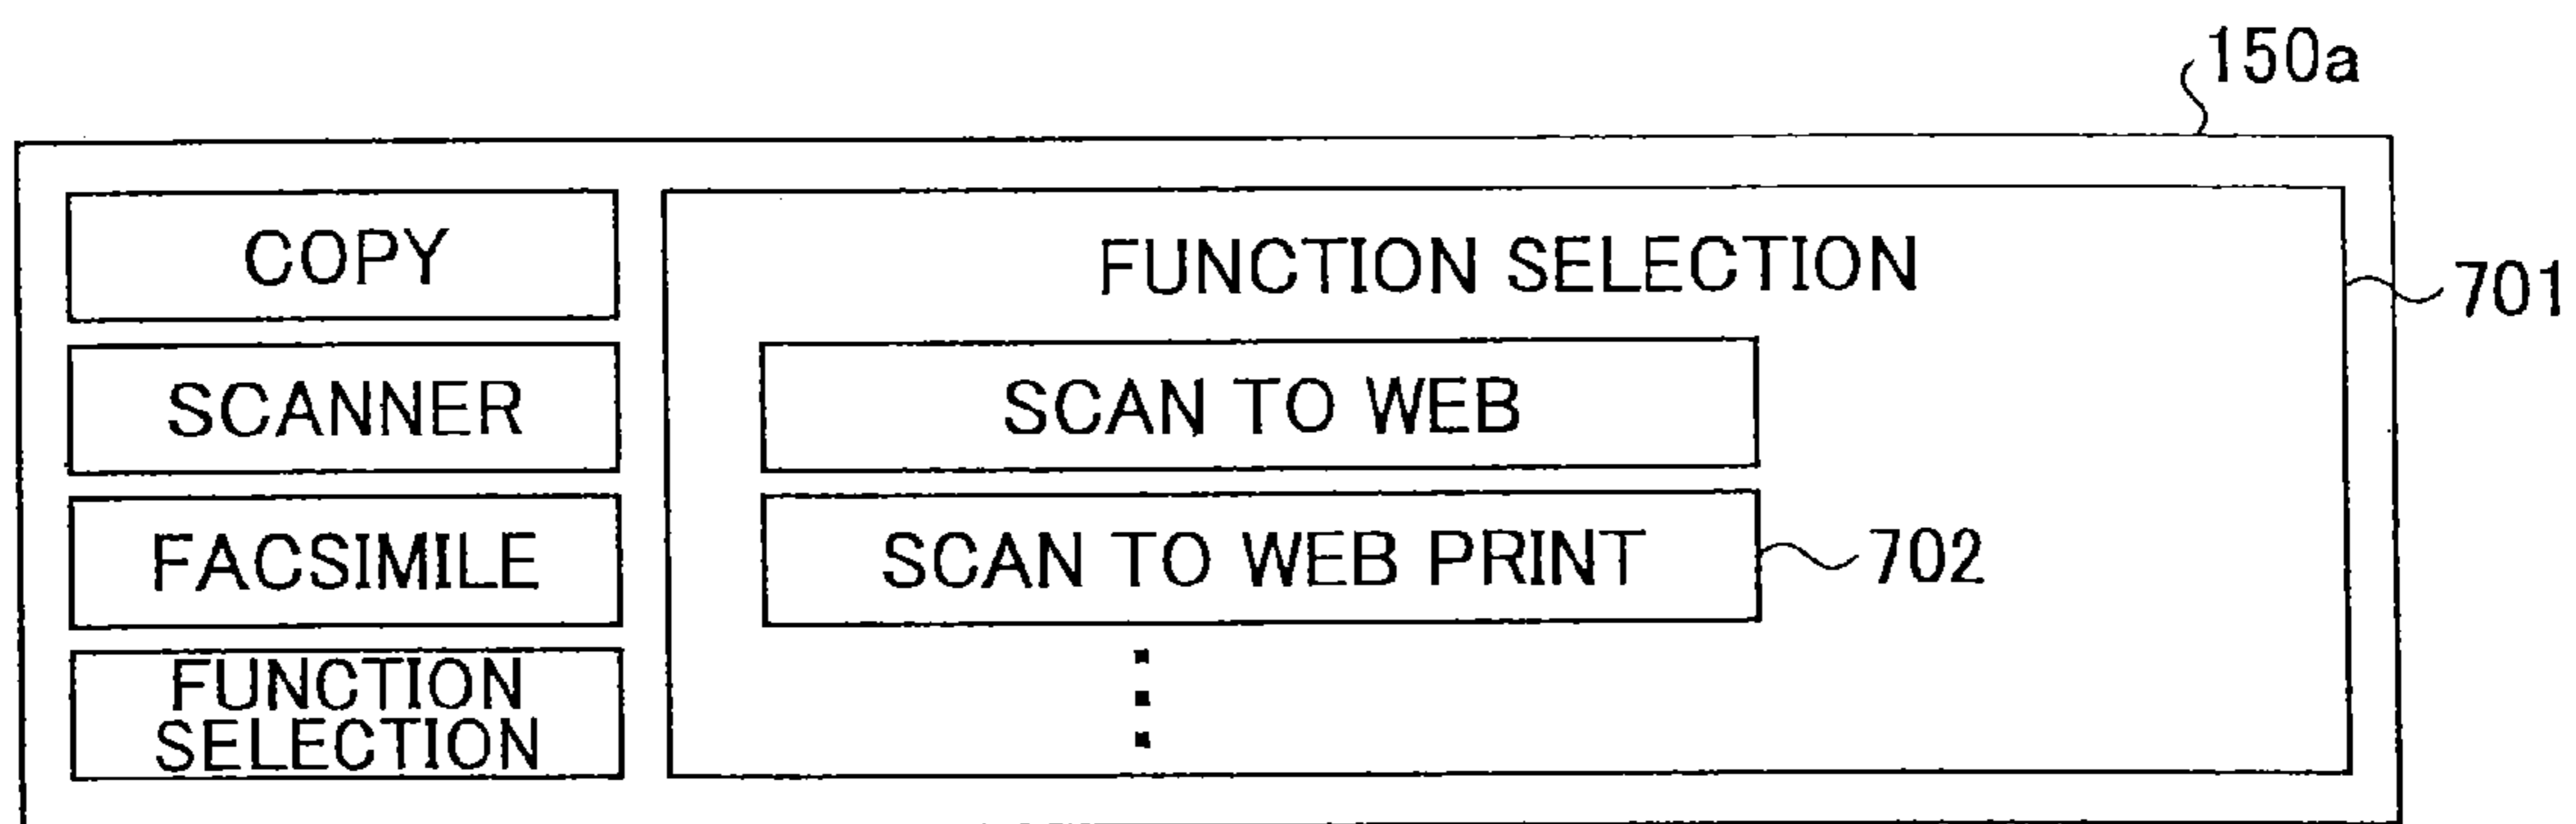 150a
COPY
SCANNER
FACSIMILE
FUNCTION
SELECTION
FUNCTION SELECTION
701
SCAN TO WEB
SCAN TO WEB PRINT
702